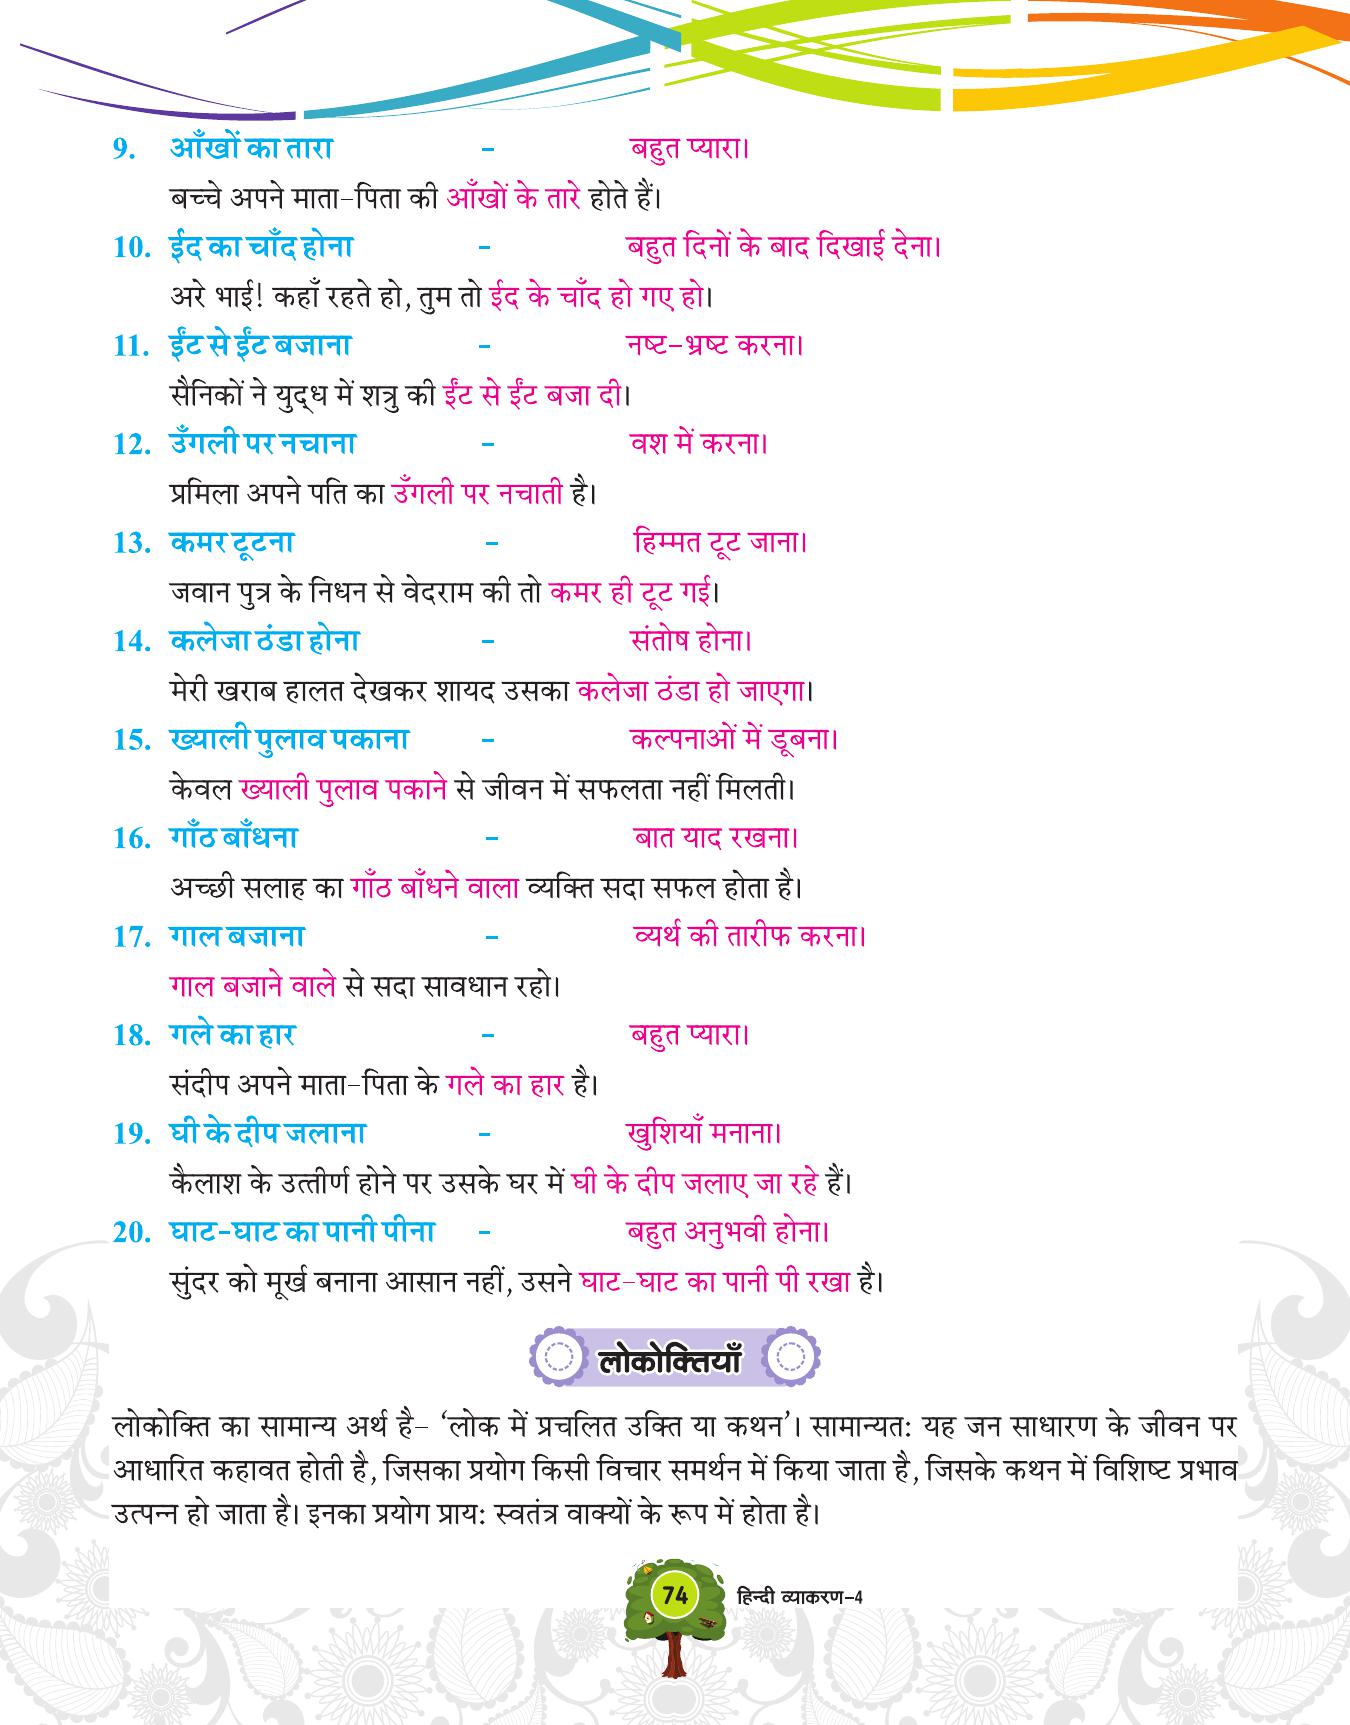 9. आँखों का तारा - बहुत प्यारा।
बच्चे अपने माता-पिता की आँखों के तारे होते हैं।
10. ईद का चाँद होना - बहुत दिनों के बाद दिखाई देना।
अरे भाई! कहाँ रहते हो, तुम तो ईद के चाँद हो गए हो।
11. ईंट से ईंट बजाना - नष्ट-भ्रष्ट करना।
सैनिकों ने युद्ध में शत्रु की ईंट से ईंट बजा दी।
12. उँगली पर नचाना - वश में करना।
प्रमिला अपने पति का उँगली पर नचाती है।
13. कमर टूटना - हिम्मत टूट जाना।
जवान पुत्र के निधन से वेदराम की तो कमर ही टूट गई।
14. कलेजा ठंडा होना - संतोष होना।
मेरी खराब हालत देखकर शायद उसका कलेजा ठंडा हो जाएगा।
15. ख्याली पुलाव पकाना - कल्पनाओं में डूबना।
केवल ख्याली पुलाव पकाने से जीवन में सफलता नहीं मिलती।
16. गाँठ बाँधना - बात याद रखना।
अच्छी सलाह का गाँठ बाँधने वाला व्यक्ति सदा सफल होता है।
17. गाल बजाना - व्यर्थ की तारीफ करना।
गाल बजाने वाले से सदा सावधान रहो।
18. गले का हार - बहुत प्यारा।
संदीप अपने माता-पिता के गले का हार है।
19. घी के दीप जलाना - खुशियाँ मनाना।
कैलाश के उत्तीर्ण होने पर उसके घर में घी के दीप जलाए जा रहे हैं।
20. घाट-घाट का पानी पीना - बहुत अनुभवी होना।
सुंदर को मूर्ख बनाना आसान नहीं, उसने घाट-घाट का पानी पी रखा है।
लोकोक्तियाँ
लोकोक्ति का सामान्य अर्थ है- ‘लोक में प्रचलित उक्ति या कथन’। सामान्यत: यह जन साधारण के जीवन पर
आधारित कहावत होती है, जिसका प्रयोग किसी विचार समर्थन में किया जाता है, जिसके कथन में विशिष्ट प्रभाव
उत्पन्न हो जाता है। इनका प्रयोग प्राय: स्वतंत्र वाक्यों के रूप में होता है।
74 हिन्दी व्याकरण-4